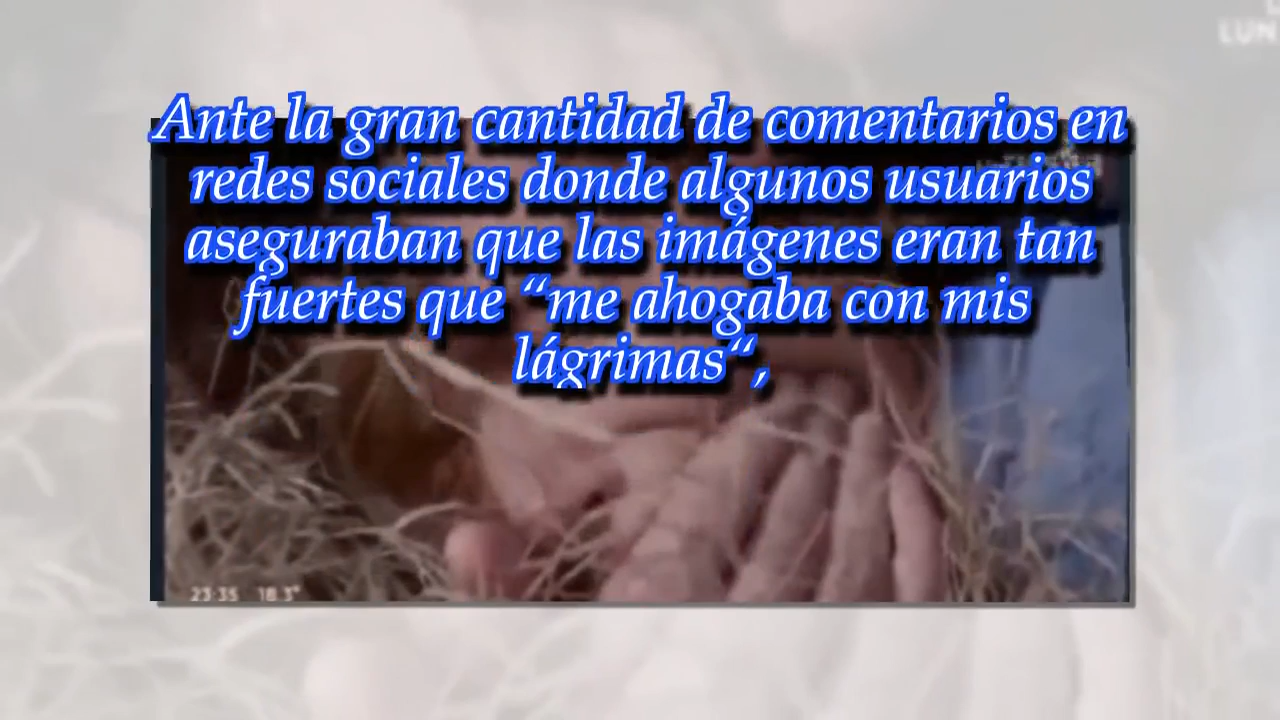 LUN
Ante la gran cantidad de comentarios en
redes sociales donde algunos usuarios
aseguraban que las imágenes eran tan
fuertes que “me ahogaba con mis
lágrimas“,
23:35 18.3°